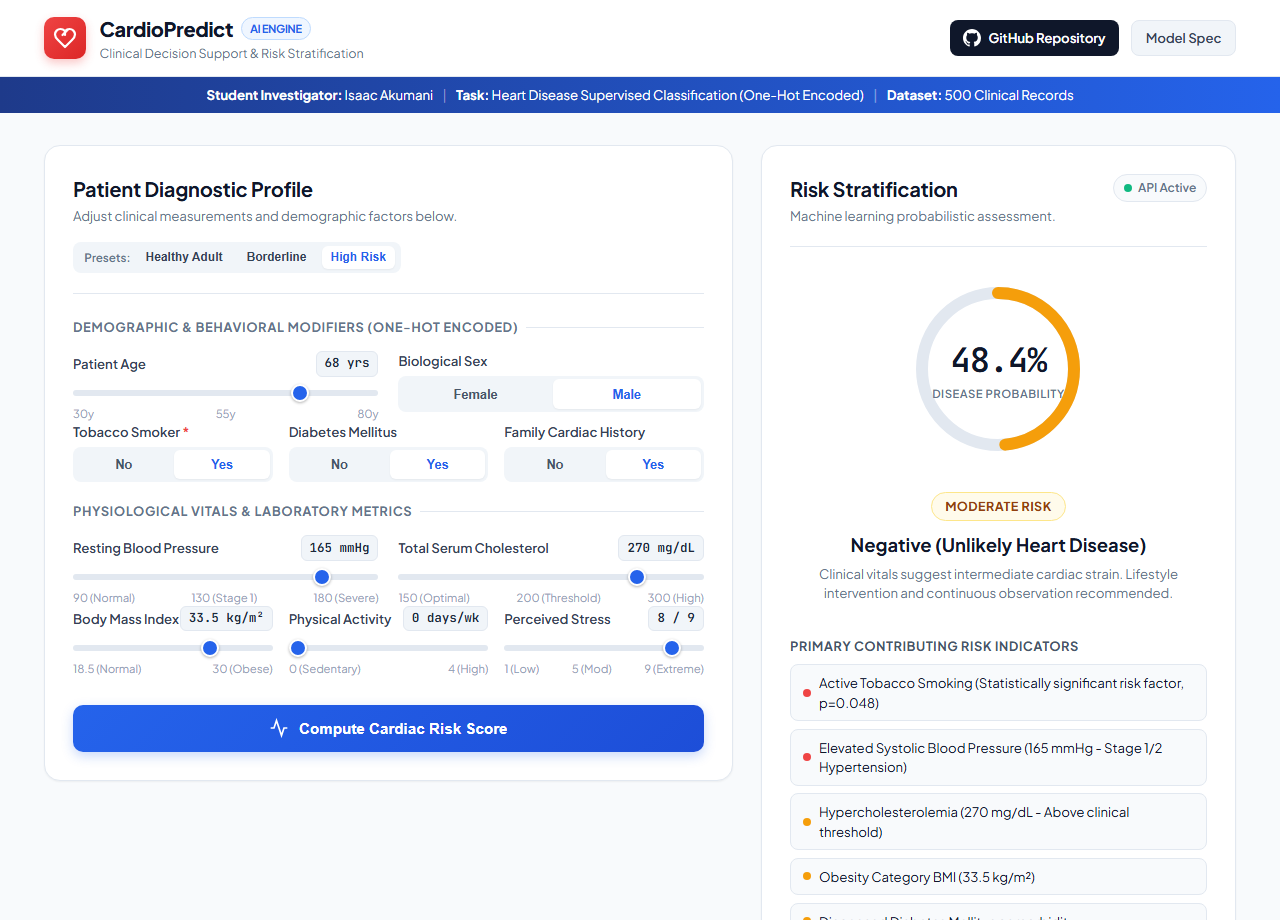 CardioPredict AI ENGINE
Clinical Decision Support & Risk Stratification
GitHub Repository
Model Spec
Student Investigator: Isaac Akumani | Task: Heart Disease Supervised Classification (One-Hot Encoded) | Dataset: 500 Clinical Records
Patient Diagnostic Profile
Adjust clinical measurements and demographic factors below.
Presets: Healthy Adult Borderline High Risk
DEMOGRAPHIC & BEHAVIORAL MODIFIERS (ONE-HOT ENCODED)
Patient Age 68 yrs
30y 55y 80y
Biological Sex
Female Male
Tobacco Smoker *
No Yes
Diabetes Mellitus
No Yes
Family Cardiac History
No Yes
PHYSIOLOGICAL VITALS & LABORATORY METRICS
Resting Blood Pressure 165 mmHg
90 (Normal) 130 (Stage 1) 180 (Severe)
Total Serum Cholesterol 270 mg/dL
150 (Optimal) 200 (Threshold) 300 (High)
Body Mass Index 33.5 kg/m²
18.5 (Normal) 30 (Obese)
Physical Activity 0 days/wk
0 (Sedentary) 4 (High)
Perceived Stress 8 / 9
1 (Low) 5 (Mod) 9 (Extreme)
Compute Cardiac Risk Score
Risk Stratification
API Active
Machine learning probabilistic assessment.
48.4%
DISEASE PROBABILITY
MODERATE RISK
Negative (Unlikely Heart Disease)
Clinical vitals suggest intermediate cardiac strain. Lifestyle
intervention and continuous observation recommended.
PRIMARY CONTRIBUTING RISK INDICATORS
Active Tobacco Smoking (Statistically significant risk factor,
p=0.048)
Elevated Systolic Blood Pressure (165 mmHg - Stage 1/2
Hypertension)
Hypercholesterolemia (270 mg/dL - Above clinical
threshold)
Obesity Category BMI (33.5 kg/m²)